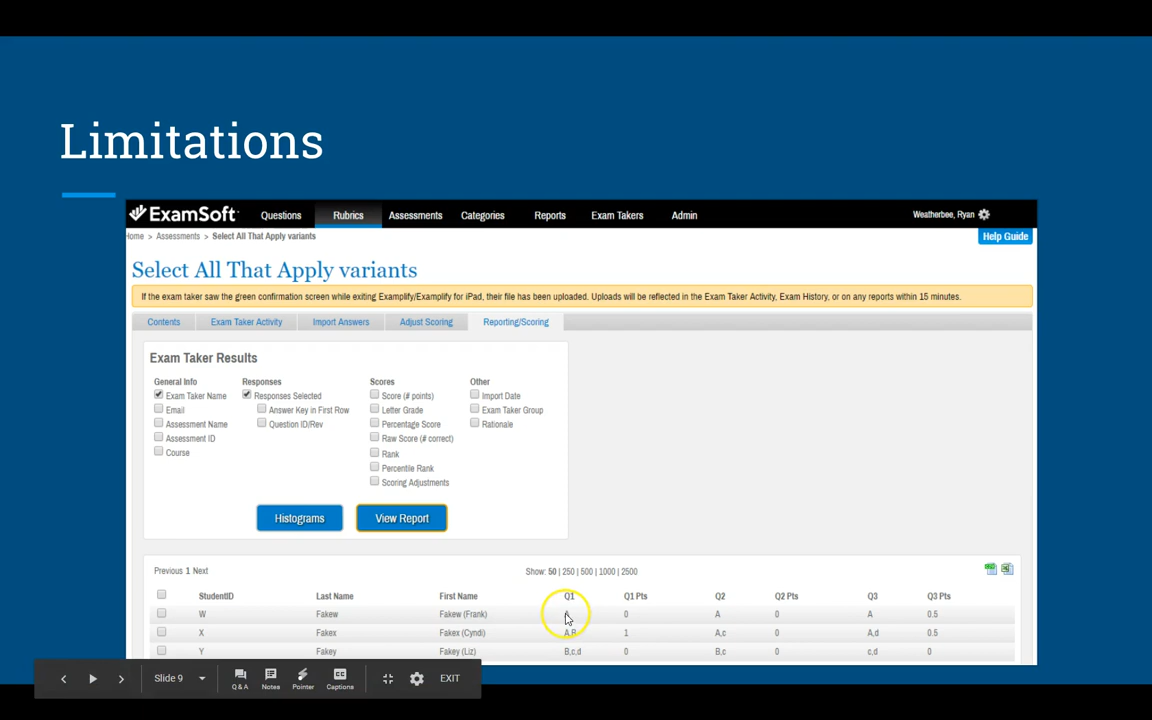 Limitations
ExamSoft Questions Rubrics Assessments Categories Reports Exam Takers Admin Weatherbee, Ryan
Home > Assessments > Select All That Apply variants Help Guide
Select All That Apply variants
If the exam taker saw the green confirmation screen while exiting Examplify/Examplify for iPad, their file has been uploaded. Uploads will be reflected in the Exam Taker Activity, Exam History, or on any reports within 15 minutes.
Contents Exam Taker Activity Import Answers Adjust Scoring Reporting/Scoring
Exam Taker Results
General Info Responses Scores Other
Exam Taker Name Responses Selected Score (# points) Import Date
Email Answer Key in First Row Letter Grade Exam Taker Group
Assessment Name Question ID/Rev Percentage Score Rationale
Assessment ID Raw Score (# correct)
Course Rank
Percentile Rank
Scoring Adjustments
Histograms View Report
Previous 1 Next Show: 50 | 250 | 500 | 1000 | 2500
StudentID Last Name First Name Q1 Q1 Pts Q2 Q2 Pts Q3 Q3 Pts
W Fakew Fakew (Frank) A 0 A 0 A 0.5
X Fakex Fakex (Cyndi) A,B 1 A,c 0 A,d 0.5
Y Fakey Fakey (Liz) B,c,d 0 B,c 0 c,d 0
Slide 9 Q & A Notes Pointer Captions EXIT